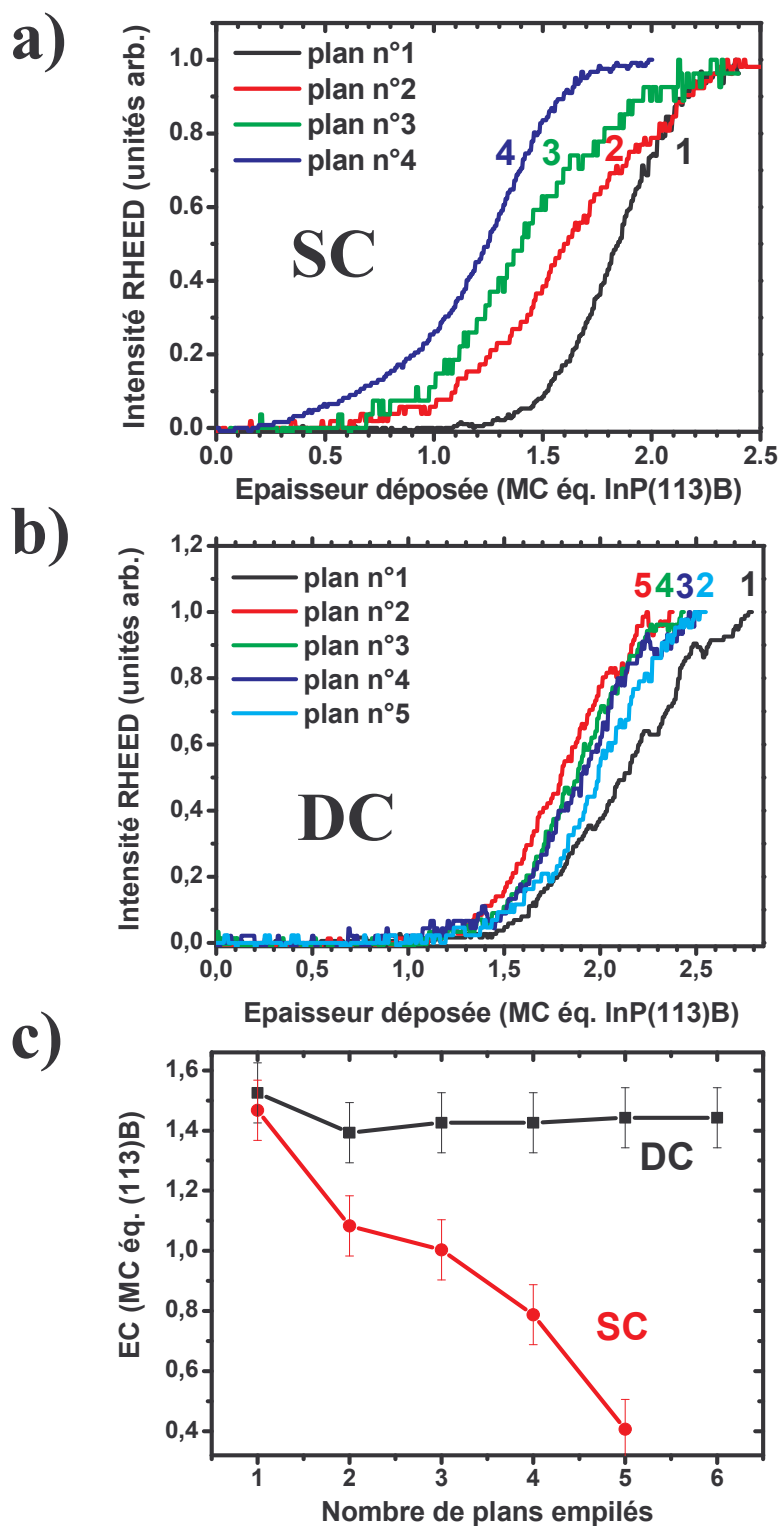 a)
Intensité RHEED (unités arb.)
1.0
0.8
0.6
0.4
0.2
0.0
plan n°1
plan n°2
plan n°3
plan n°4
4
3
2
1
SC
0.0 0.5 1.0 1.5 2.0 2.5
Epaisseur déposée (MC éq. InP(113)B)
b)
Intensité RHEED (unités arb.)
1,2
1,0
0,8
0,6
0,4
0,2
0,0
plan n°1
plan n°2
plan n°3
plan n°4
plan n°5
5 4 3 2 1
DC
0,0 0,5 1,0 1,5 2,0 2,5
Epaisseur déposée (MC éq. InP(113)B)
c)
EC (MC éq. (113)B)
1,6
1,4
1,2
1,0
0,8
0,6
0,4
DC
SC
1 2 3 4 5 6
Nombre de plans empilés